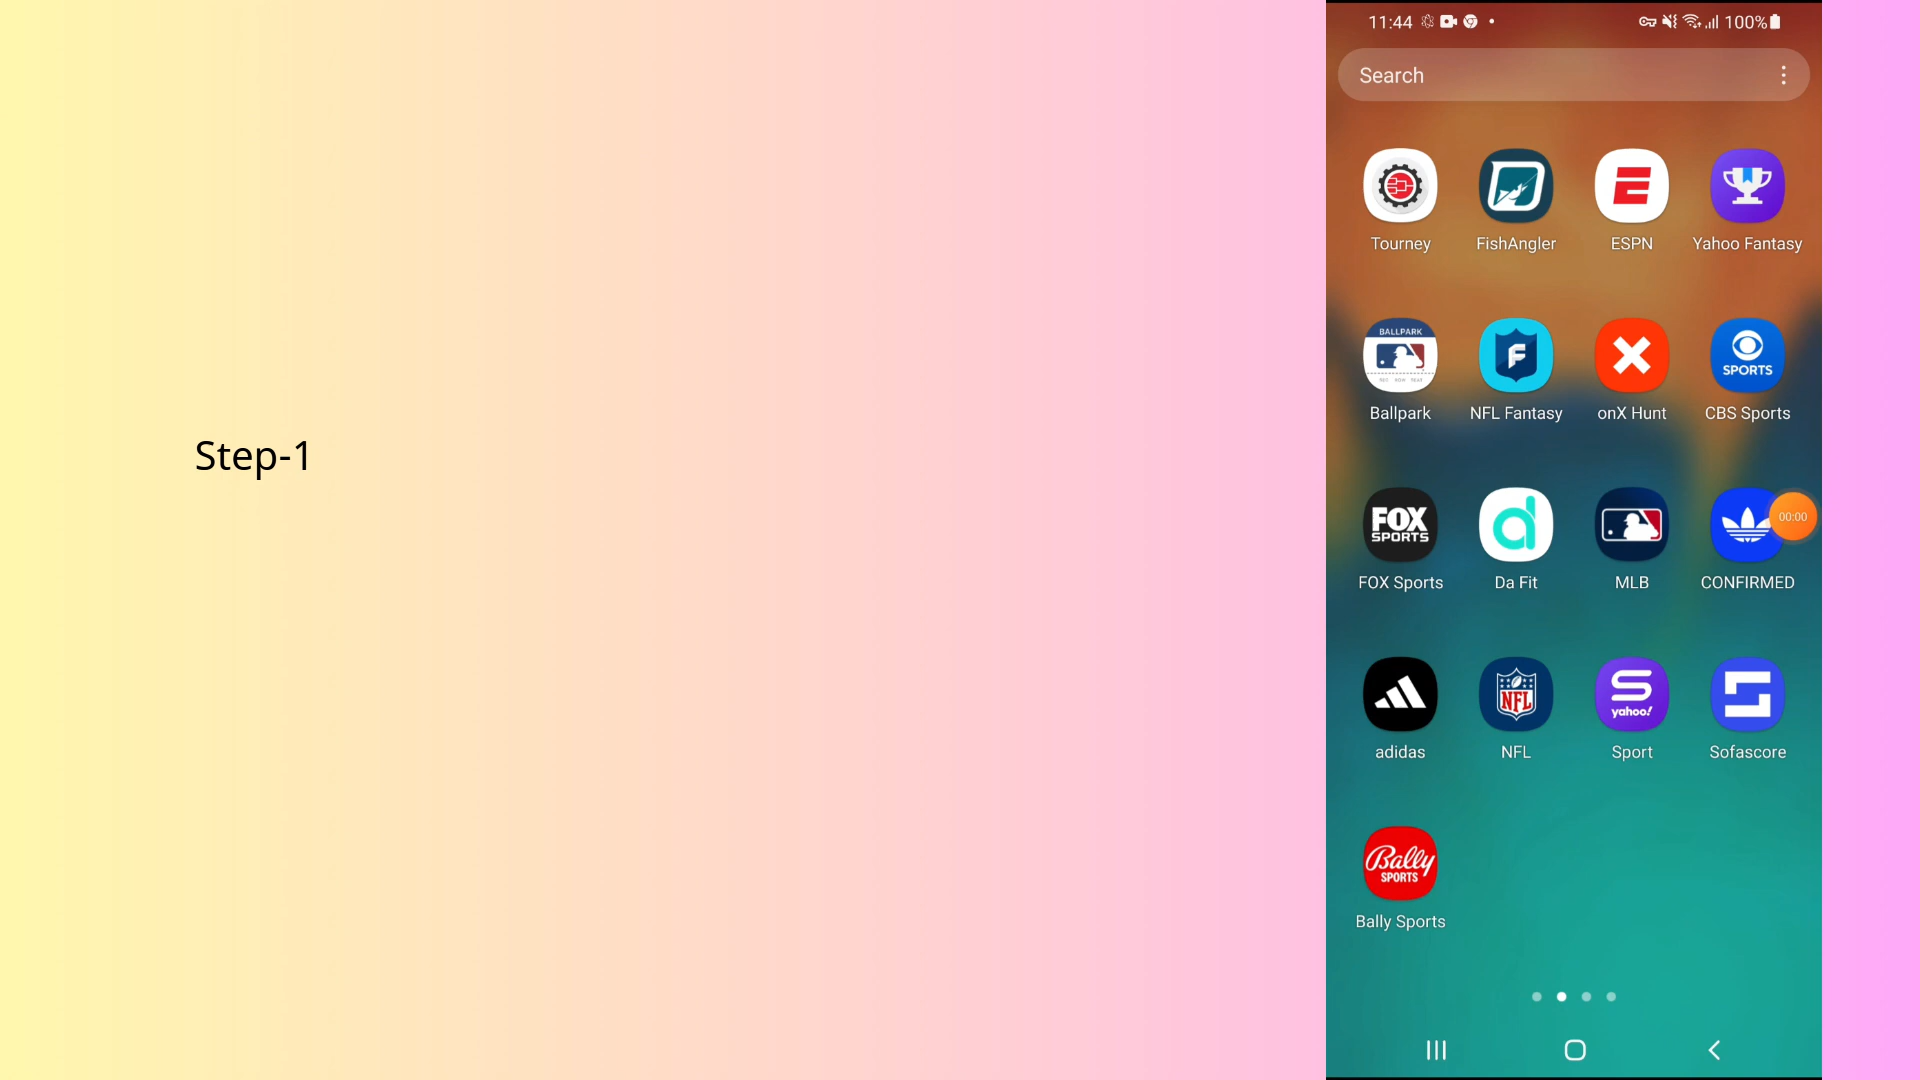 Step-1
11:44
100%
Search
Tourney FishAngler ESPN Yahoo Fantasy
BALLPARK
SPORTS
Ballpark NFL Fantasy onX Hunt CBS Sports
FOX
SPORTS
00:00
FOX Sports Da Fit MLB CONFIRMED
NFL
yahoo!
adidas NFL Sport Sofascore
Bally
SPORTS
Bally Sports